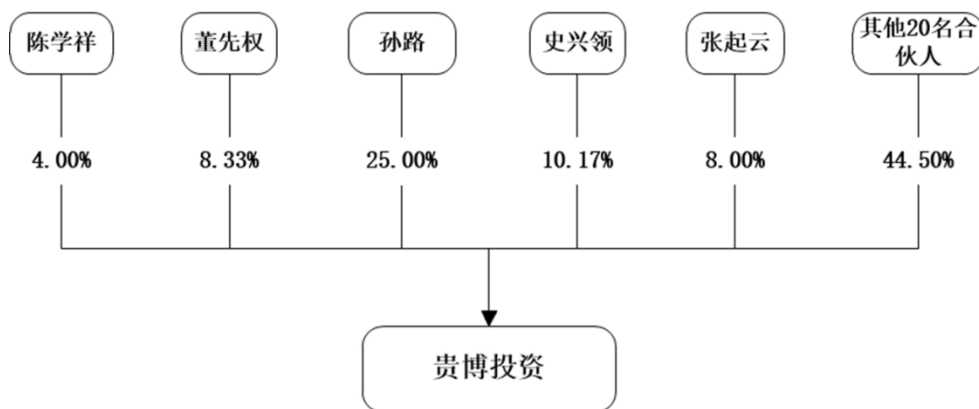 陈学祥
董先权
孙路
史兴领
张起云
其他20名合
伙人
4.00%
8.33%
25.00%
10.17%
8.00%
44.50%
贵博投资